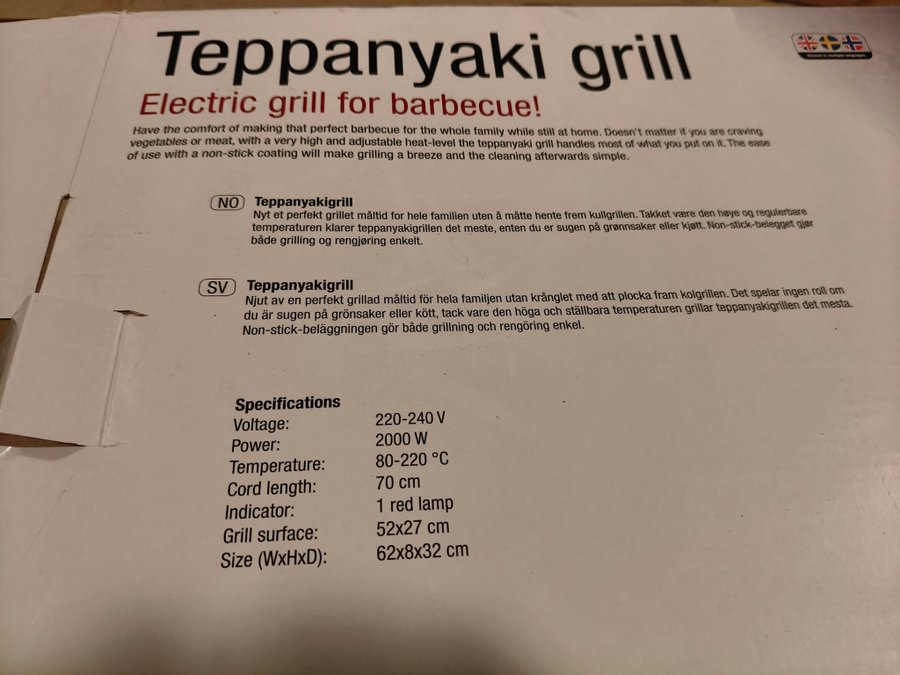 Teppanyaki grill
Electric grill for barbecue!
Have the comfort of making that perfect barbecue for the whole family while still at home. Doesn't matter if you are craving
vegetables or meat, with a very high and adjustable heat-level the teppanyaki grill handles most of what you put on it. The ease
of use with a non-stick coating will make grilling a breeze and the cleaning afterwards simple.
Manual in multiple languages
NO Teppanyakigrill
Nyt et perfekt grillet måltid for hele familien uten å måtte hente frem kullgrillen. Takket være den høye og regulerbare
temperaturen klarer teppanyakigrillen det meste, enten du er sugen på grønnsaker eller kjøtt. Non-stick-belegget gjør
både grilling og rengjøring enkelt.
SV Teppanyakigrill
Njut av en perfekt grillad måltid för hela familjen utan krånglet med att plocka fram kolgrillen. Det spelar ingen roll om
du är sugen på grönsaker eller kött, tack vare den höga och ställbara temperaturen grillar teppanyakigrillen det mesta.
Non-stick-beläggningen gör både grillning och rengöring enkel.
Specifications
Voltage: 220-240 V
Power: 2000 W
Temperature: 80-220 °C
Cord length: 70 cm
Indicator: 1 red lamp
Grill surface: 52x27 cm
Size (WxHxD): 62x8x32 cm